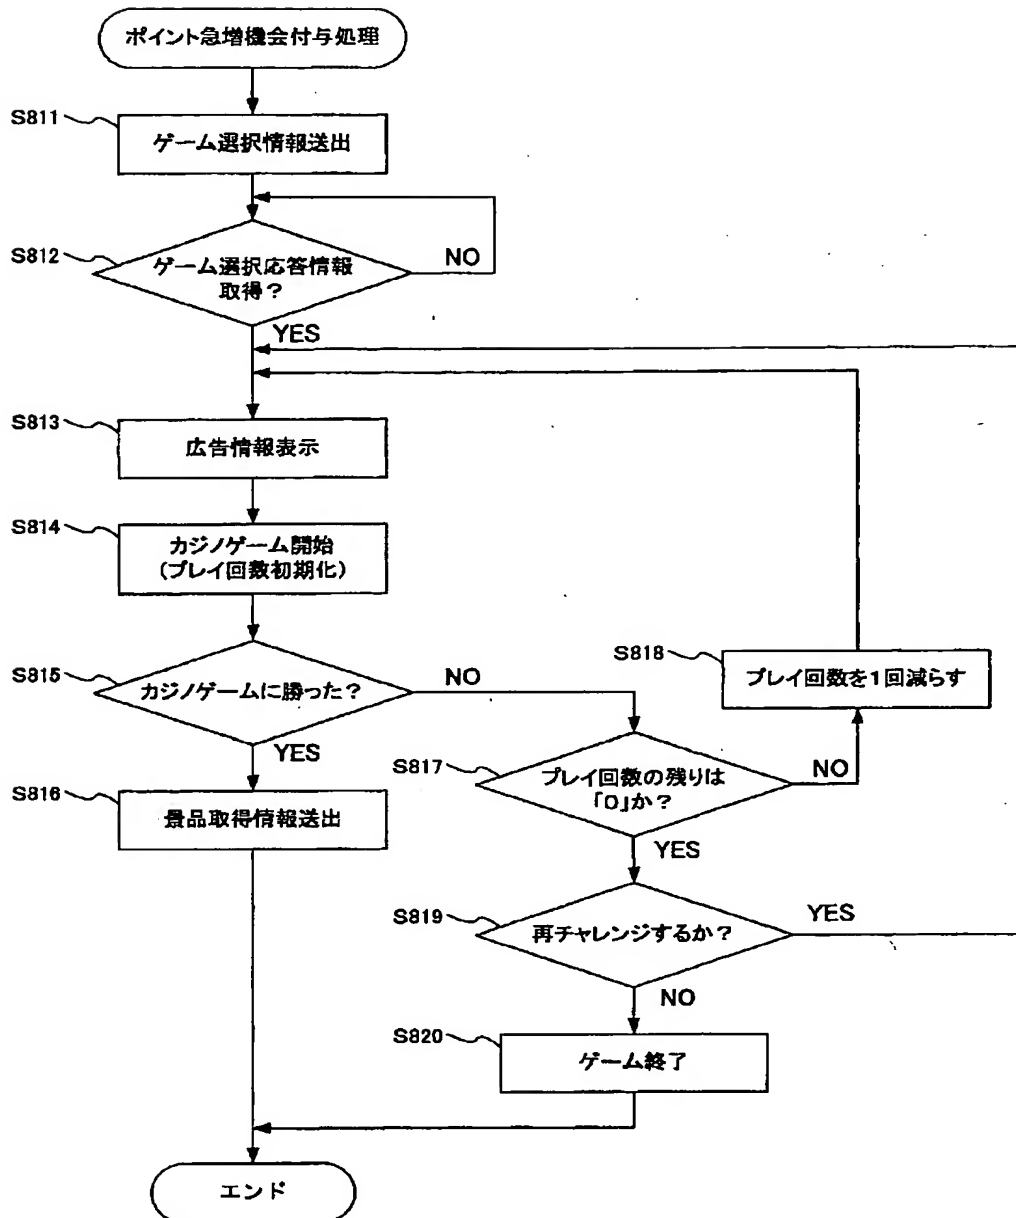 ポイント急増機会付与処理
S811
ゲーム選択情報送出
S812
ゲーム選択応答情報
取得？
NO
YES
S813
広告情報表示
S814
カジノゲーム開始
(プレイ回数初期化)
S815
カジノゲームに勝った？
NO
YES
S816
景品取得情報送出
S817
プレイ回数の残りは
「0」か？
NO
YES
S818
プレイ回数を1回減らす
S819
再チャレンジするか？
YES
NO
S820
ゲーム終了
エンド